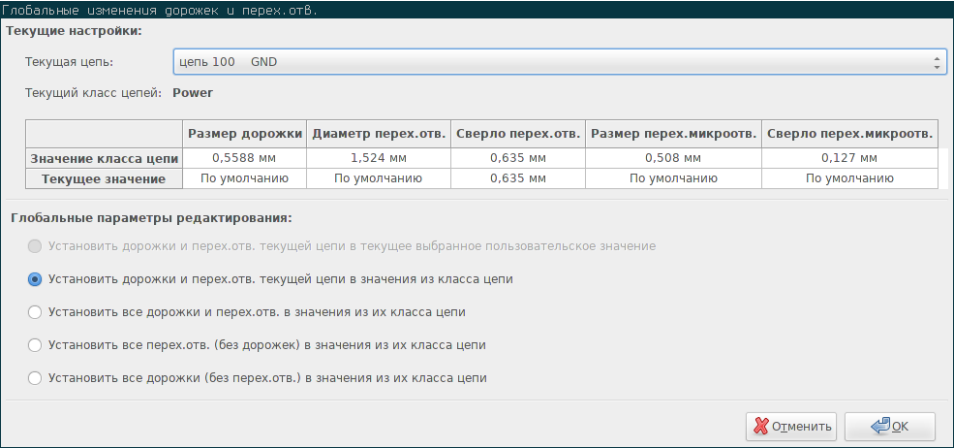 Глобальные изменения дорожек и перех.отв.
Текущие настройки:
Текущая цепь: цепь 100 GND
Текущий класс цепей: Power
Размер дорожки Диаметр перех.отв. Сверло перех.отв. Размер перех.микроотв. Сверло перех.микроотв.
Значение класса цепи 0,5588 мм 1,524 мм 0,635 мм 0,508 мм 0,127 мм
Текущее значение По умолчанию По умолчанию 0,635 мм По умолчанию По умолчанию
Глобальные параметры редактирования:
Установить дорожки и перех.отв. текущей цепи в текущее выбранное пользовательское значение
Установить дорожки и перех.отв. текущей цепи в значения из класса цепи
Установить все дорожки и перех.отв. в значения из их класса цепи
Установить все перех.отв. (без дорожек) в значения из их класса цепи
Установить все дорожки (без перех.отв.) в значения из их класса цепи
Отменить OK